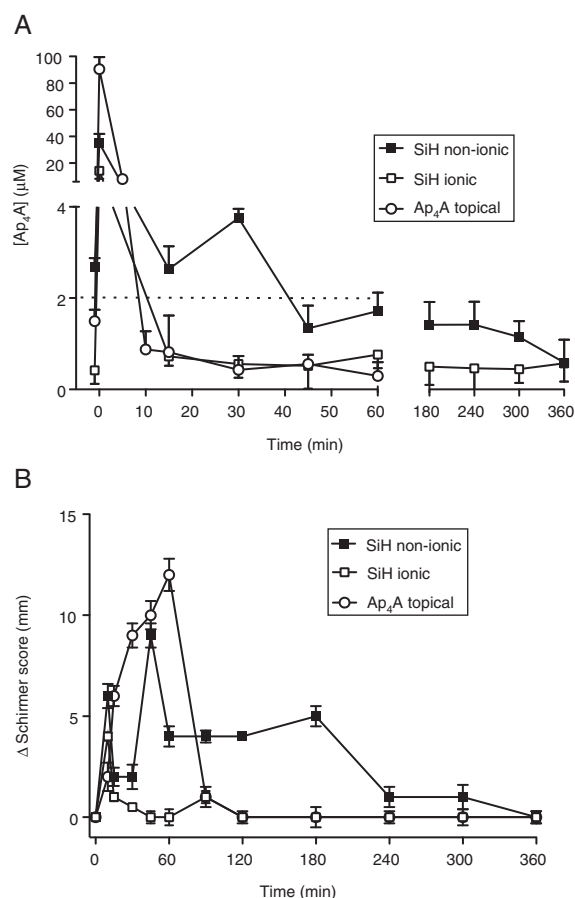 A
100
80
60
40
20
4
2
0
[Ap₄A] (μM)
SiH non-ionic
SiH ionic
Ap₄A topical
0 10 20 30 40 50 60 180 240 300 360
Time (min)
B
15
10
5
0
Δ Schirmer score (mm)
SiH non-ionic
SiH ionic
Ap₄A topical
0 60 120 180 240 300 360
Time (min)